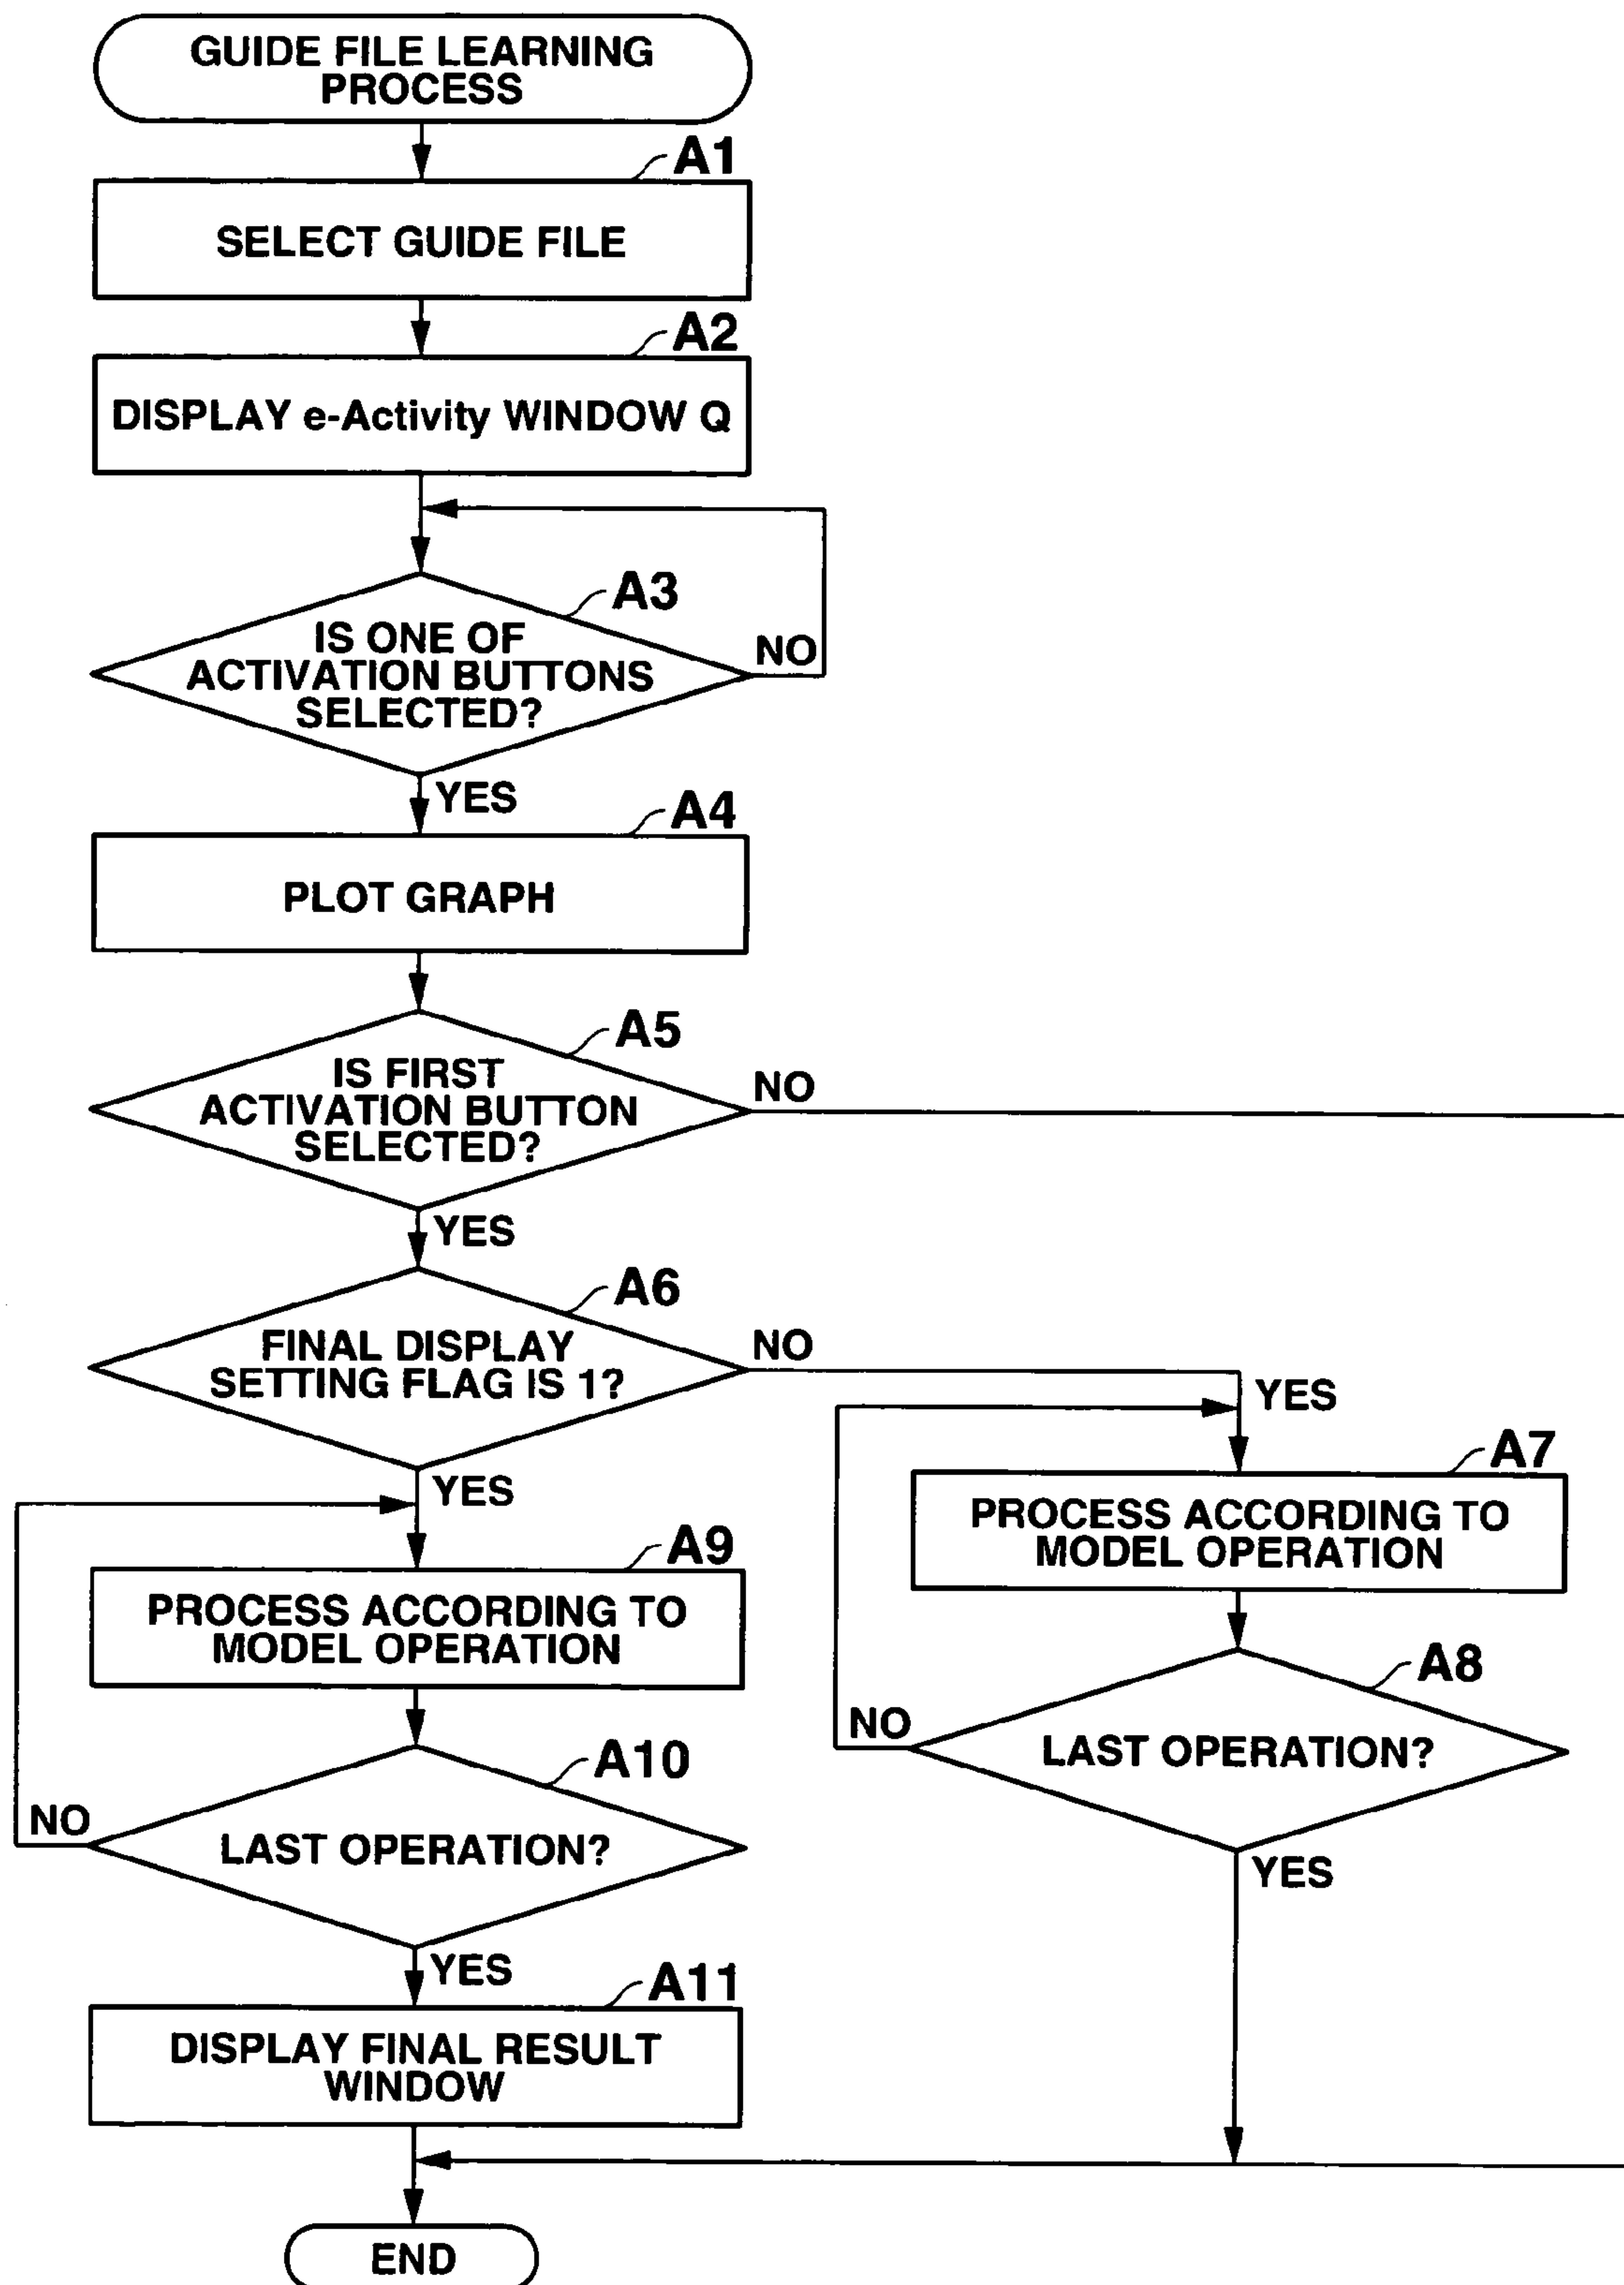 GUIDE FILE LEARNING
PROCESS
A1
SELECT GUIDE FILE
A2
DISPLAY e-Activity WINDOW Q
A3
IS ONE OF
ACTIVATION BUTTONS
SELECTED?
NO
YES
A4
PLOT GRAPH
A5
IS FIRST
ACTIVATION BUTTON
SELECTED?
NO
YES
A6
FINAL DISPLAY
SETTING FLAG IS 1?
NO
YES
YES
A7
PROCESS ACCORDING TO
MODEL OPERATION
A8
LAST OPERATION?
NO
YES
A9
PROCESS ACCORDING TO
MODEL OPERATION
A10
LAST OPERATION?
NO
YES
A11
DISPLAY FINAL RESULT
WINDOW
END